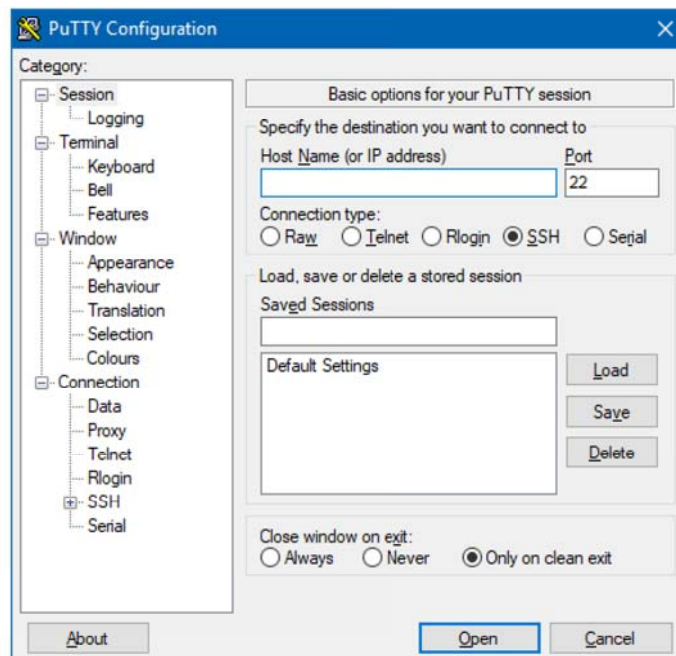 PuTTY Configuration
Category:
Session
Logging
Terminal
Keyboard
Bell
Features
Window
Appearance
Behaviour
Translation
Selection
Colours
Connection
Data
Proxy
Telnet
Rlogin
SSH
Serial
Basic options for your PuTTY session
Specify the destination you want to connect to
Host Name (or IP address) Port
22
Connection type:
Raw Telnet Rlogin SSH Serial
Load, save or delete a stored session
Saved Sessions
Default Settings
Load
Save
Delete
Close window on exit:
Always Never Only on clean exit
About Open Cancel